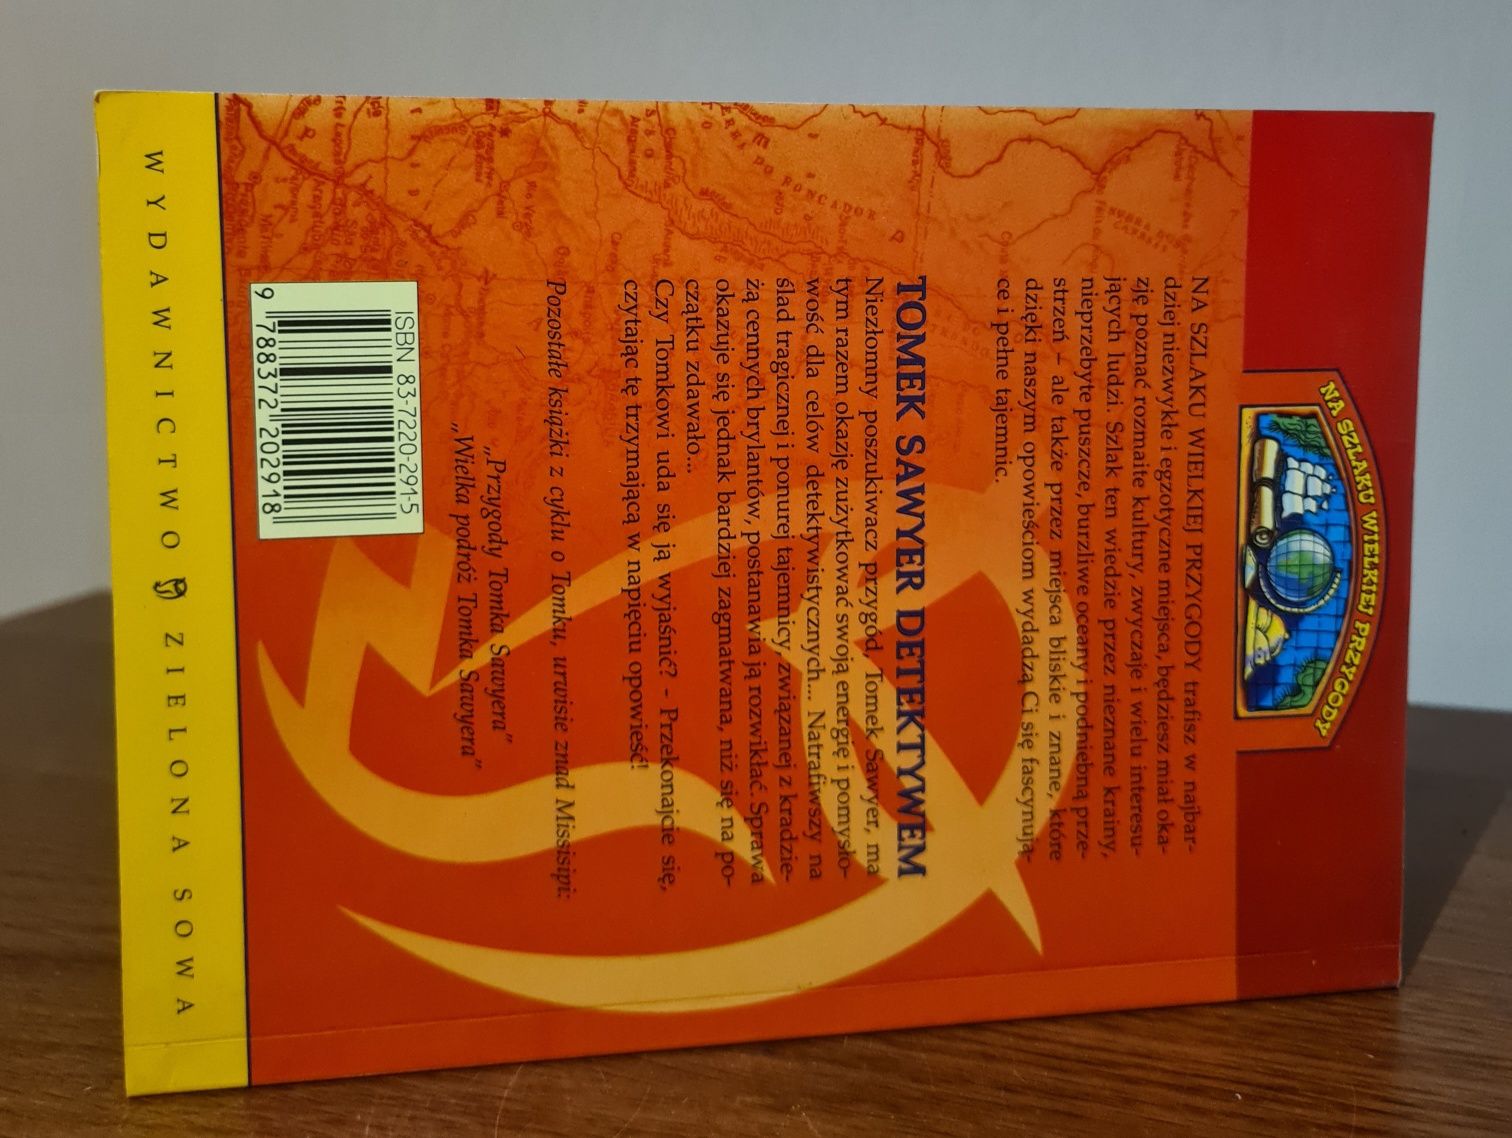 NA SZLAKU WIELKIEJ PRZYGODY
NA SZLAKU WIELKIEJ PRZYGODY trafisz w najbar-
dziej niezwykłe i egzotyczne miejsca, będziesz miał oka-
zję poznać rozmaite kultury, zwyczaje i wielu interesu-
jących ludzi. Szlak ten wiedzie przez nieznane krainy,
nieprzebyte puszcze, burzliwe oceany i podniebną prze-
strzeń – ale także przez miejsca bliskie i znane, które
dzięki naszym opowieściom wydadzą Ci się fascynują-
ce i pełne tajemnic.
TOMEK SAWYER DETEKTYWEM
Niezłomny poszukiwacz przygód, Tomek Sawyer, ma
tym razem okazję zużytkować swoją energię i pomysło-
wość dla celów detektywistycznych... Natrafiwszy na
ślad tragicznej i ponurej tajemnicy, związanej z kradzie-
żą cennych brylantów, postanawia ją rozwikłać. Sprawa
okazuje się jednak bardziej zagmatwana, niż się na po-
czątku zdawało...
Czy Tomkowi uda się ją wyjaśnić? - Przekonajcie się,
czytając tę trzymającą w napięciu opowieść!
Pozostałe książki z cyklu o Tomku, urwisie znad Missisipi:
„Przygody Tomka Sawyera"
„Wielka podróż Tomka Sawyera"
ISBN 83-7220-291-5
9 788372 202918
WYDAWNICTWO ZIELONA SOWA